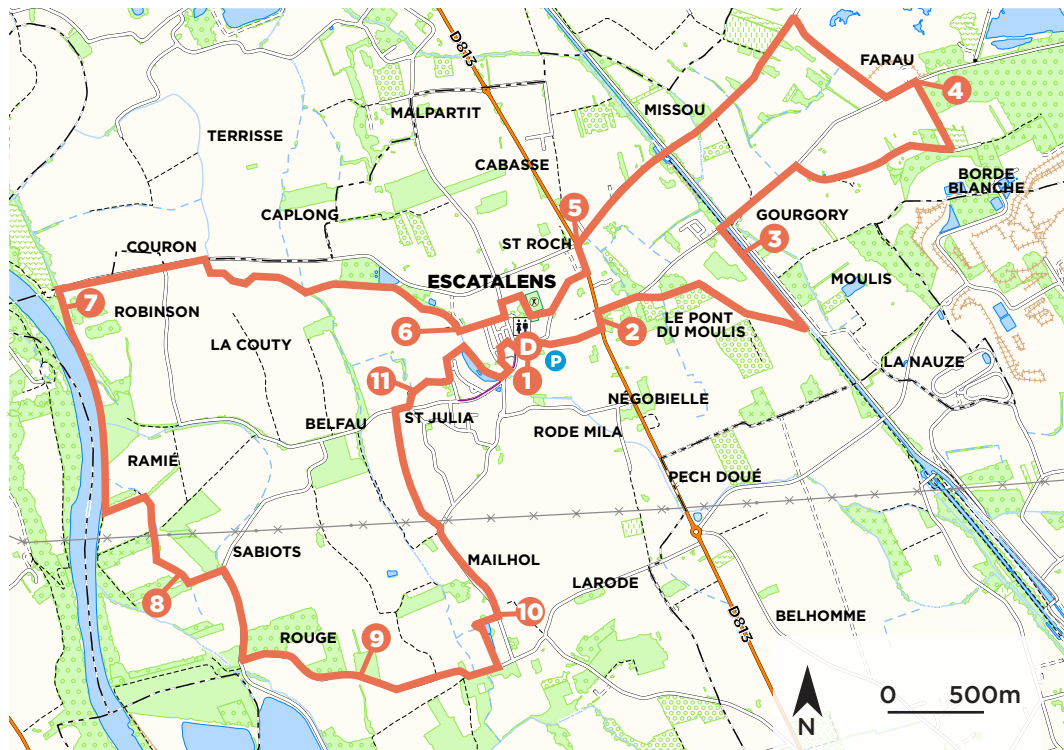 D813
FARAU
4
MALPARTIT
MISSOU
TERRISSE
CABASSE
BORDE
BLANCHE
CAPLONG
5
GOURGORY
COURON
ST ROCH
3
MOULIS
ESCATALENS
7
ROBINSON
6
2
LE PONT
DU MOULIS
LA COUTY
D
P
LA NAUZE
11
1
NÉGOBIELLE
BELFAU
ST JULIA
RODE MILA
RAMIÉ
PECH DOUÉ
SABIOTS
MAILHOL
LARODE
8
10
BELHOMME
D813
ROUGE
9
N
0 500m